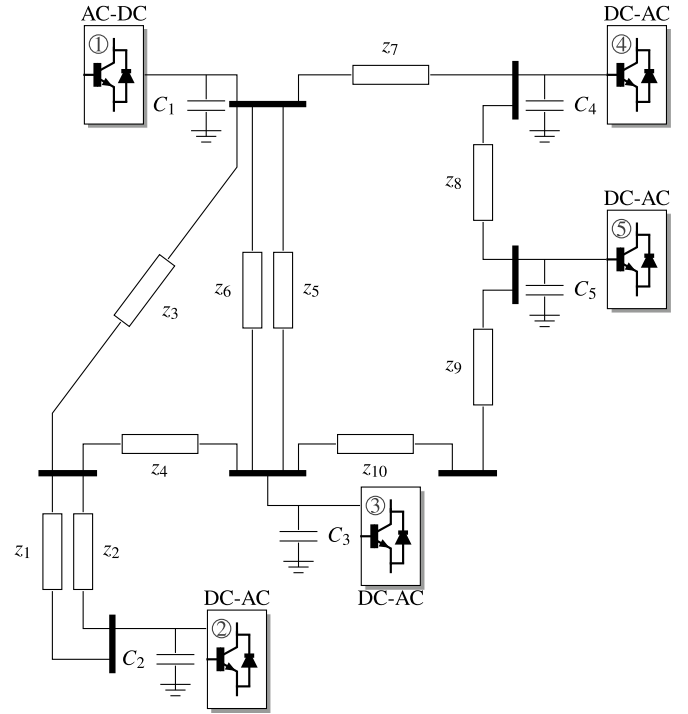 AC-DC
DC-AC
①
④
z7
C1
C4
z8
DC-AC
⑤
z6
z5
z3
C5
z9
z4
z10
③
C3
z1
z2
DC-AC
DC-AC
②
C2